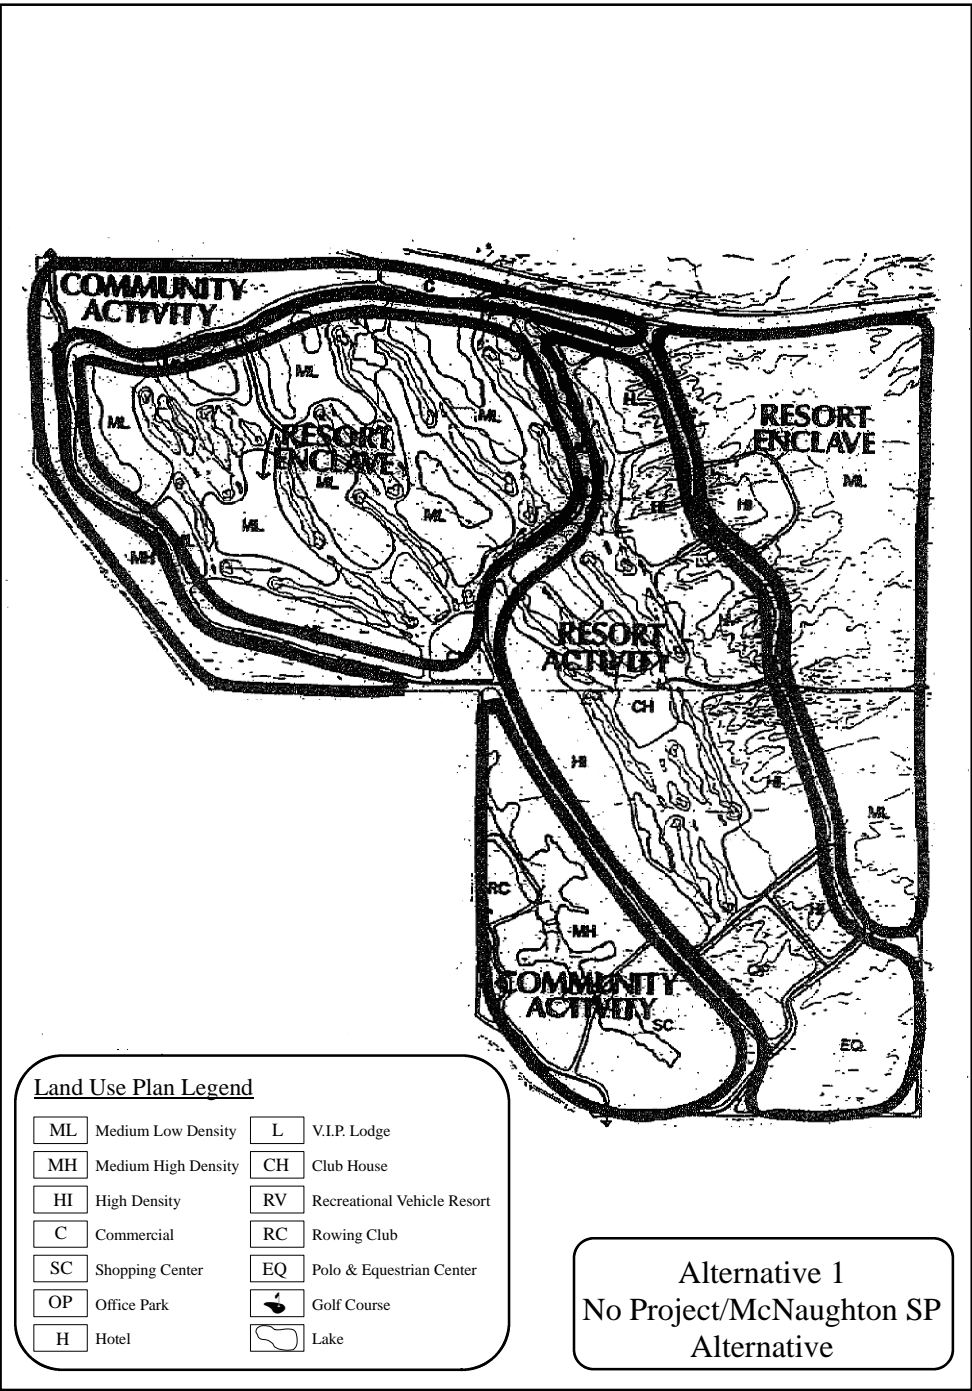 COMMUNITY
ACTIVITY
C
ML
ML
ML
RESORT
ENCLAVE
ML
ML
ML
MH
RESORT
ENCLAVE
ML
HI
RESORT
ACTIVITY
CH
HI
HI
ML
RC
MH
COMMUNITY
ACTIVITY
SC
EQ
Land Use Plan Legend
ML Medium Low Density
MH Medium High Density
HI High Density
C Commercial
SC Shopping Center
OP Office Park
H Hotel
L V.I.P. Lodge
CH Club House
RV Recreational Vehicle Resort
RC Rowing Club
EQ Polo & Equestrian Center
Golf Course
Lake
Alternative 1
No Project/McNaughton SP
Alternative